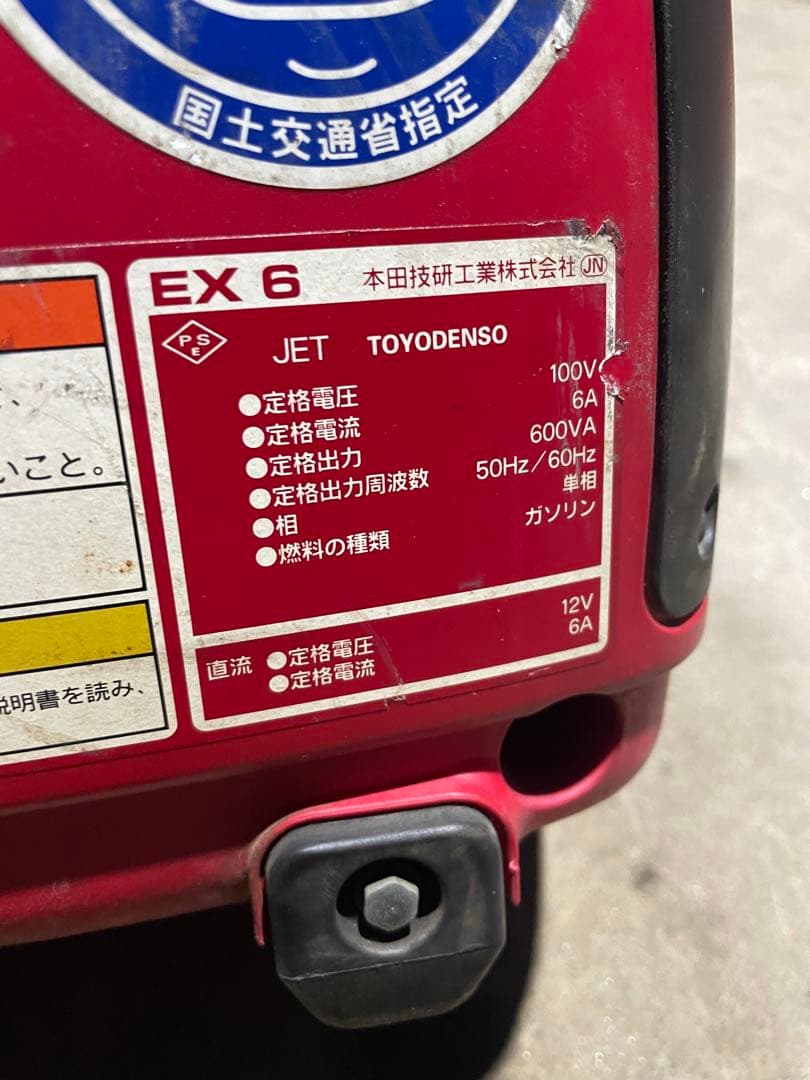 国土交通省指定
EX 6 本田技研工業株式会社 JN
PSE JET TOYODENSO
●定格電圧 100V
●定格電流 6A
●定格出力 600VA
●定格出力周波数 50Hz/60Hz
●相 単相
●燃料の種類 ガソリン
直流 ●定格電圧 12V
●定格電流 6A
いこと。
説明書を読み、